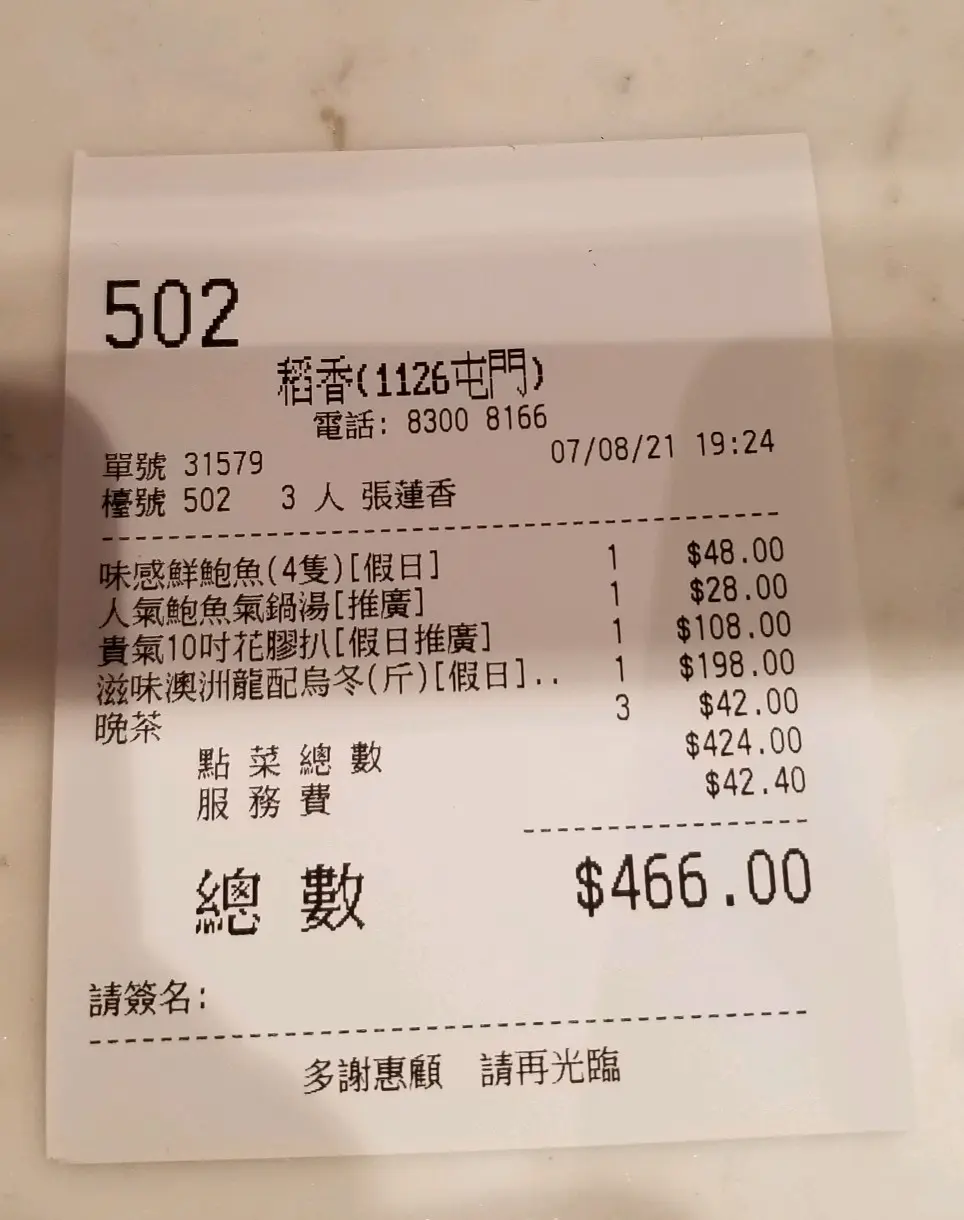 502
稻香(1126屯門)
電話: 8300 8166
單號 31579 07/08/21 19:24
檯號 502 3 人 張蓮香
味感鮮鮑魚(4隻)[假日] 1 $48.00
人氣鮑魚氣鍋湯[推廣] 1 $28.00
貴氣10吋花膠扒[假日推廣] 1 $108.00
滋味澳洲龍配烏冬(斤)[假日].. 1 $198.00
晚茶 3 $42.00
點菜總數 $424.00
服務費 $42.40
總數 $466.00
請簽名:
多謝惠顧 請再光臨